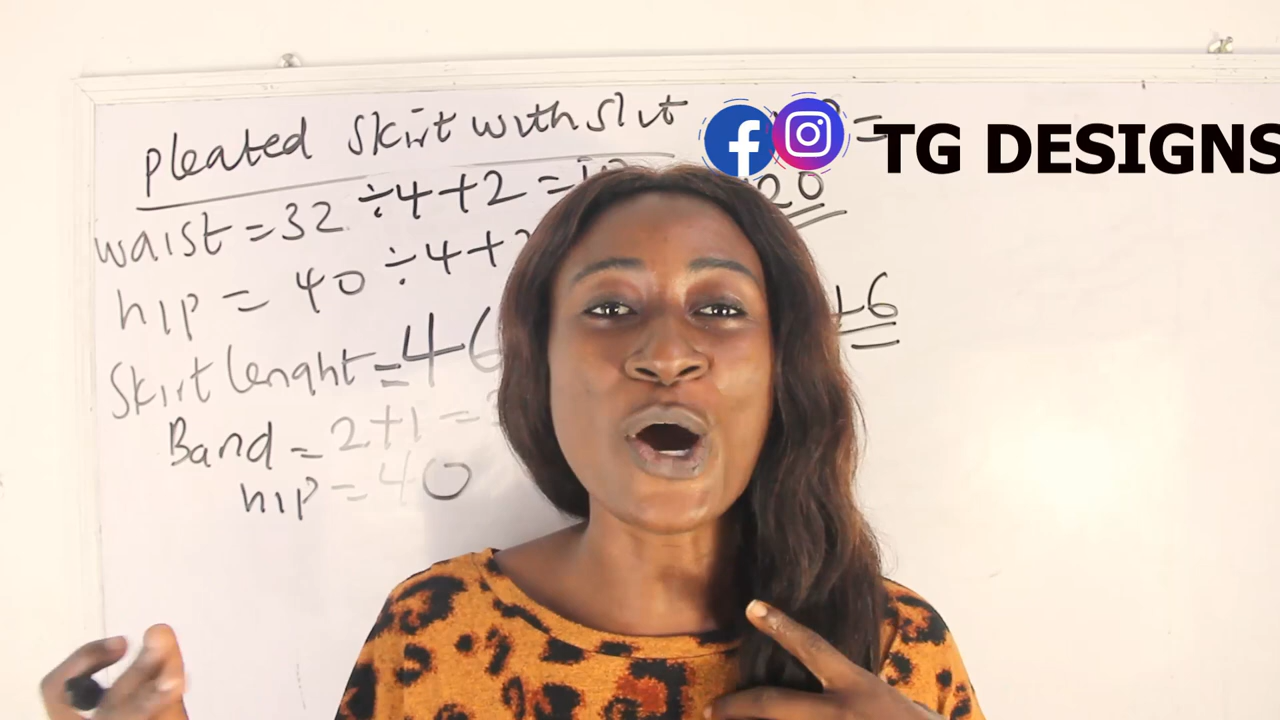 Pleated Skirt with Slit
TG DESIGNS
waist = 32 ÷ 4 + 2 =
20
hip = 40 ÷ 4 +
Skirt lenght = 46
Band = 2 + 1 =
hip = 40